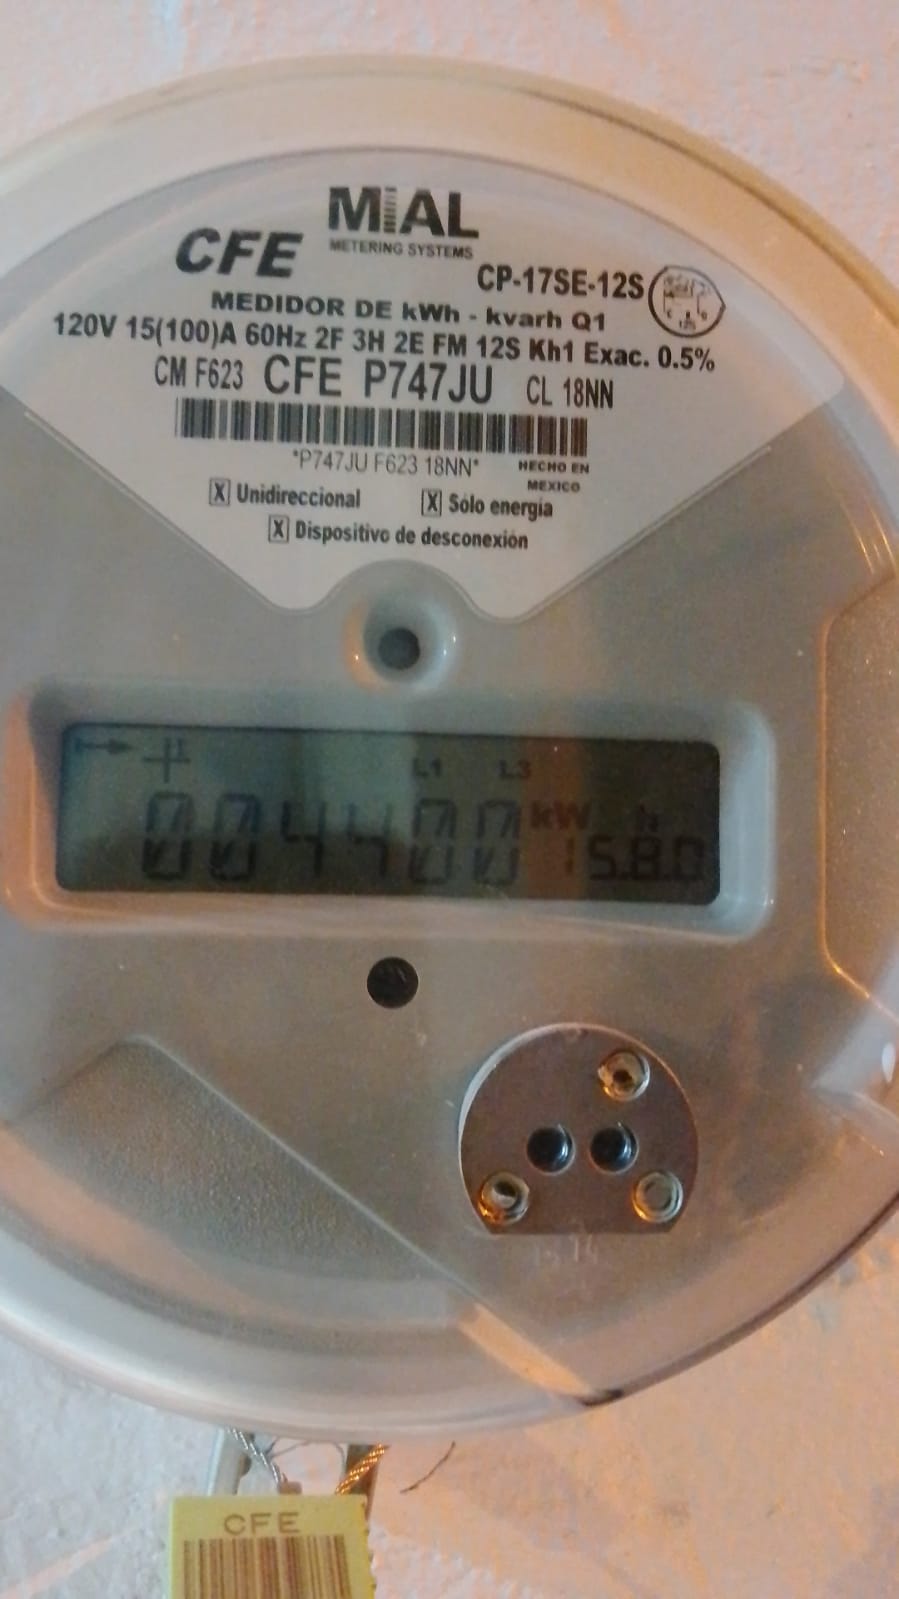 MIAL
METERING SYSTEMS
CFE
CP-17SE-12S
MEDIDOR DE kWh - kvarh Q1
120V 15(100)A 60Hz 2F 3H 2E FM 12S Kh1 Exac. 0.5%
CM F623 CFE P747JU CL 18NN
*P747JU F623 18NN*
HECHO EN
MEXICO
X Unidireccional X Sólo energía
X Dispositivo de desconexión
L1 L3
004400 kW h
15.8.0
CFE